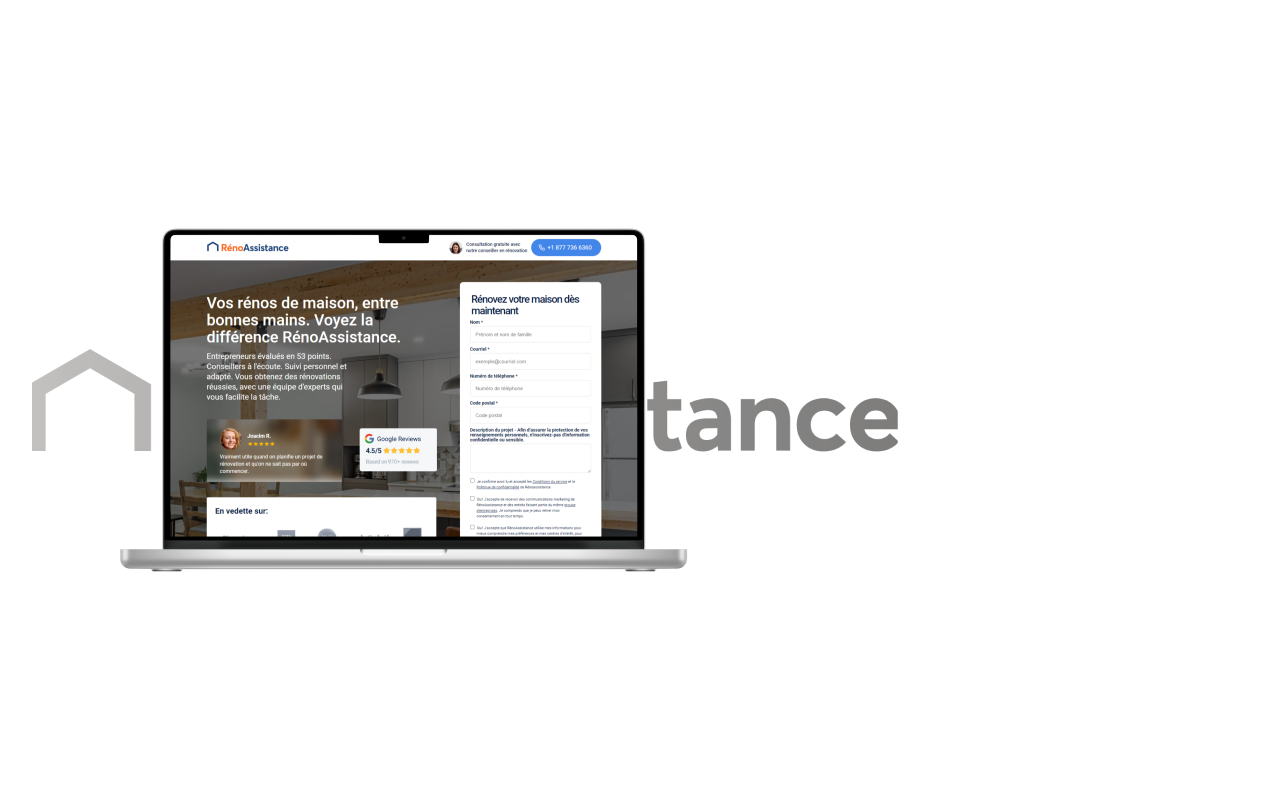 RénoAssistance
Consultation gratuite avec
notre conseiller en rénovation
+1 877 736 6360
Vos rénos de maison, entre
bonnes mains. Voyez la
différence RénoAssistance.
Entrepreneurs évalués en 53 points.
Conseillers à l'écoute. Suivi personnel et
adapté. Vous obtenez des rénovations
réussies, avec une équipe d'experts qui
vous facilite la tâche.
Joacim R.
Vraiment utile quand on planifie un projet de
rénovation et qu'on ne sait pas par où
commencer.
Google Reviews
4.5/5
Based on 970+ reviews
En vedette sur:
Rénovez votre maison dès
maintenant
Nom *
Prénom et nom de famille
Courriel *
exemple@courriel.com
Numéro de téléphone *
Numéro de téléphone
Code postal *
Code postal
Description du projet - Afin d'assurer la protection de vos
renseignements personnels, n'inscrivez-pas d'information
confidentielle ou sensible.
Je confirme avoir lu et accepté les Conditions du service et la
Politique de confidentialité de RénoAssistance
Oui! J'accepte de recevoir des communications marketing de
RénoAssistance et des entités faisant partie du même groupe
d'entreprises. Je comprends que je peux retirer mon
consentement en tout temps.
Oui! J'accepte que RénoAssistance utilise mes informations pour
mieux comprendre mes préférences et mes centres d'intérêt, pour
tance